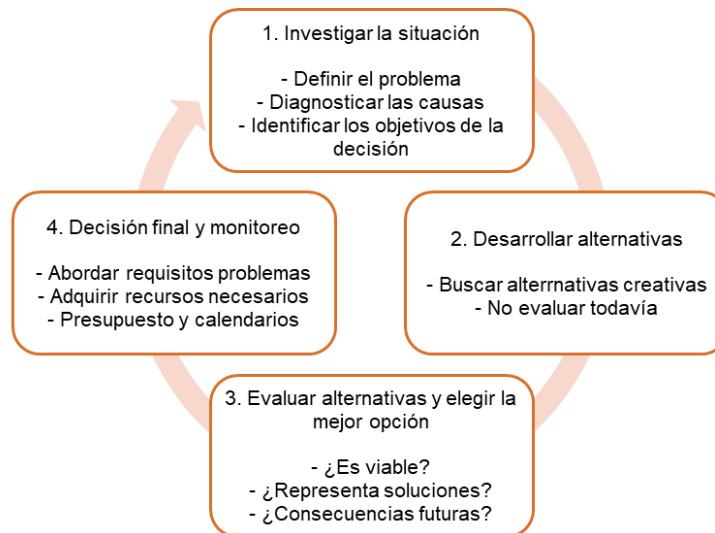 1. Investigar la situación
- Definir el problema
- Diagnosticar las causas
- Identificar los objetivos de la
decisión
2. Desarrollar alternativas
- Buscar alterrnativas creativas
- No evaluar todavía
3. Evaluar alternativas y elegir la
mejor opción
- ¿Es viable?
- ¿Representa soluciones?
- ¿Consecuencias futuras?
4. Decisión final y monitoreo
- Abordar requisitos problemas
- Adquirir recursos necesarios
- Presupuesto y calendarios